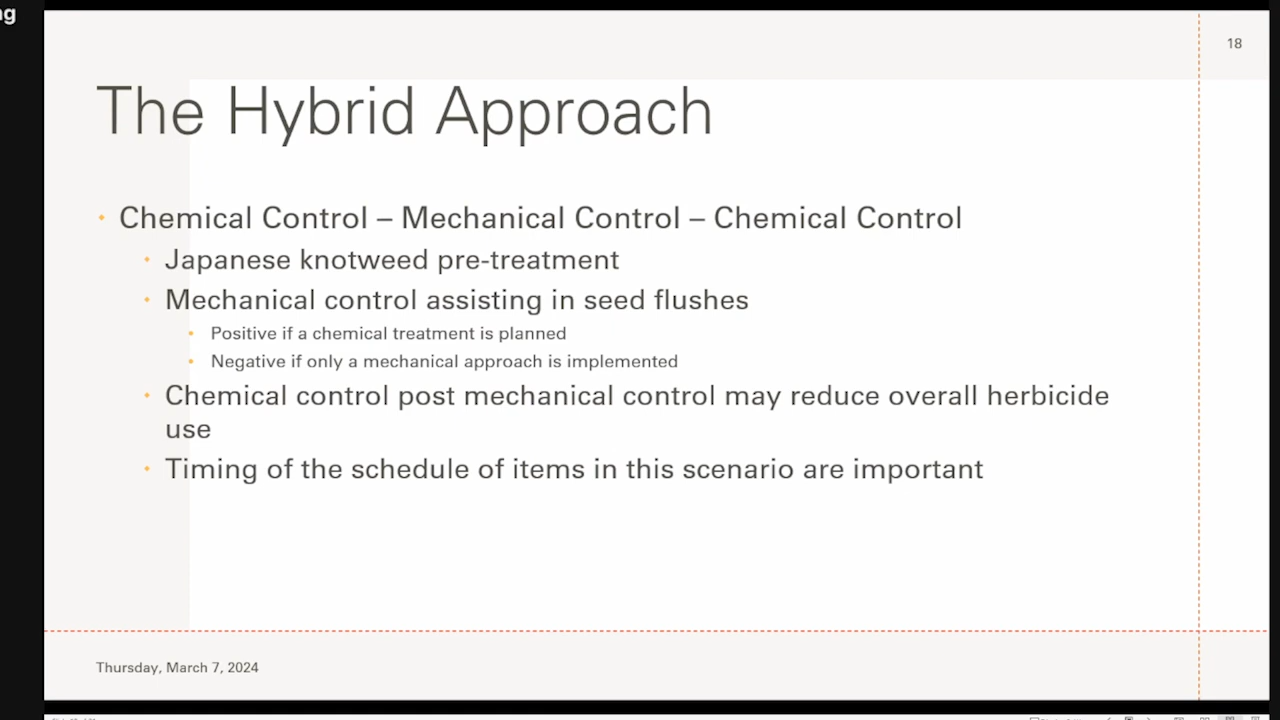 ng
18
The Hybrid Approach
Chemical Control – Mechanical Control – Chemical Control
Japanese knotweed pre-treatment
Mechanical control assisting in seed flushes
Positive if a chemical treatment is planned
Negative if only a mechanical approach is implemented
Chemical control post mechanical control may reduce overall herbicide
use
Timing of the schedule of items in this scenario are important
Thursday, March 7, 2024